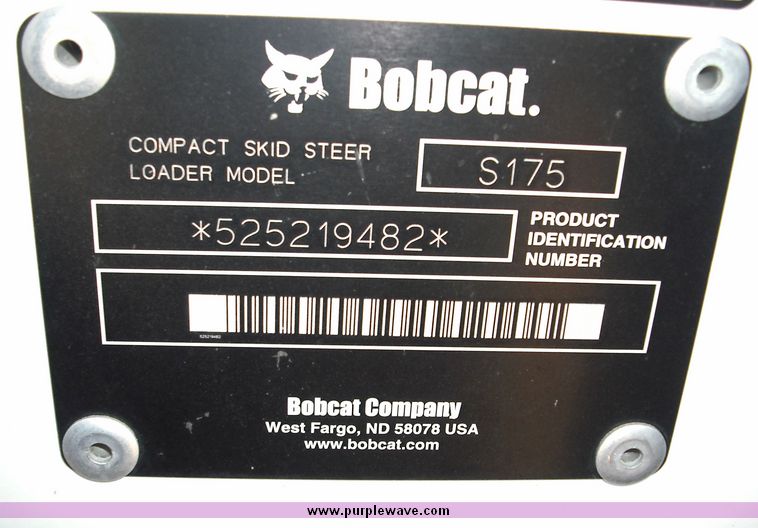 Bobcat.
COMPACT SKID STEER
LOADER MODEL
S175
*525219482*
PRODUCT
IDENTIFICATION
NUMBER
525219482
Bobcat Company
West Fargo, ND 58078 USA
www.bobcat.com
www.purplewave.com